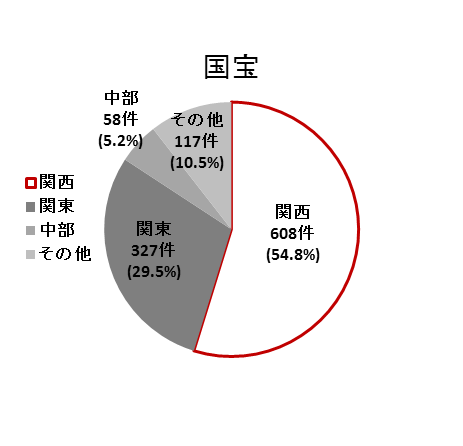 国宝
中部
58件
(5.2%)
その他
117件
(10.5%)
関西
関東
中部
その他
関西
608件
(54.8%)
関東
327件
(29.5%)